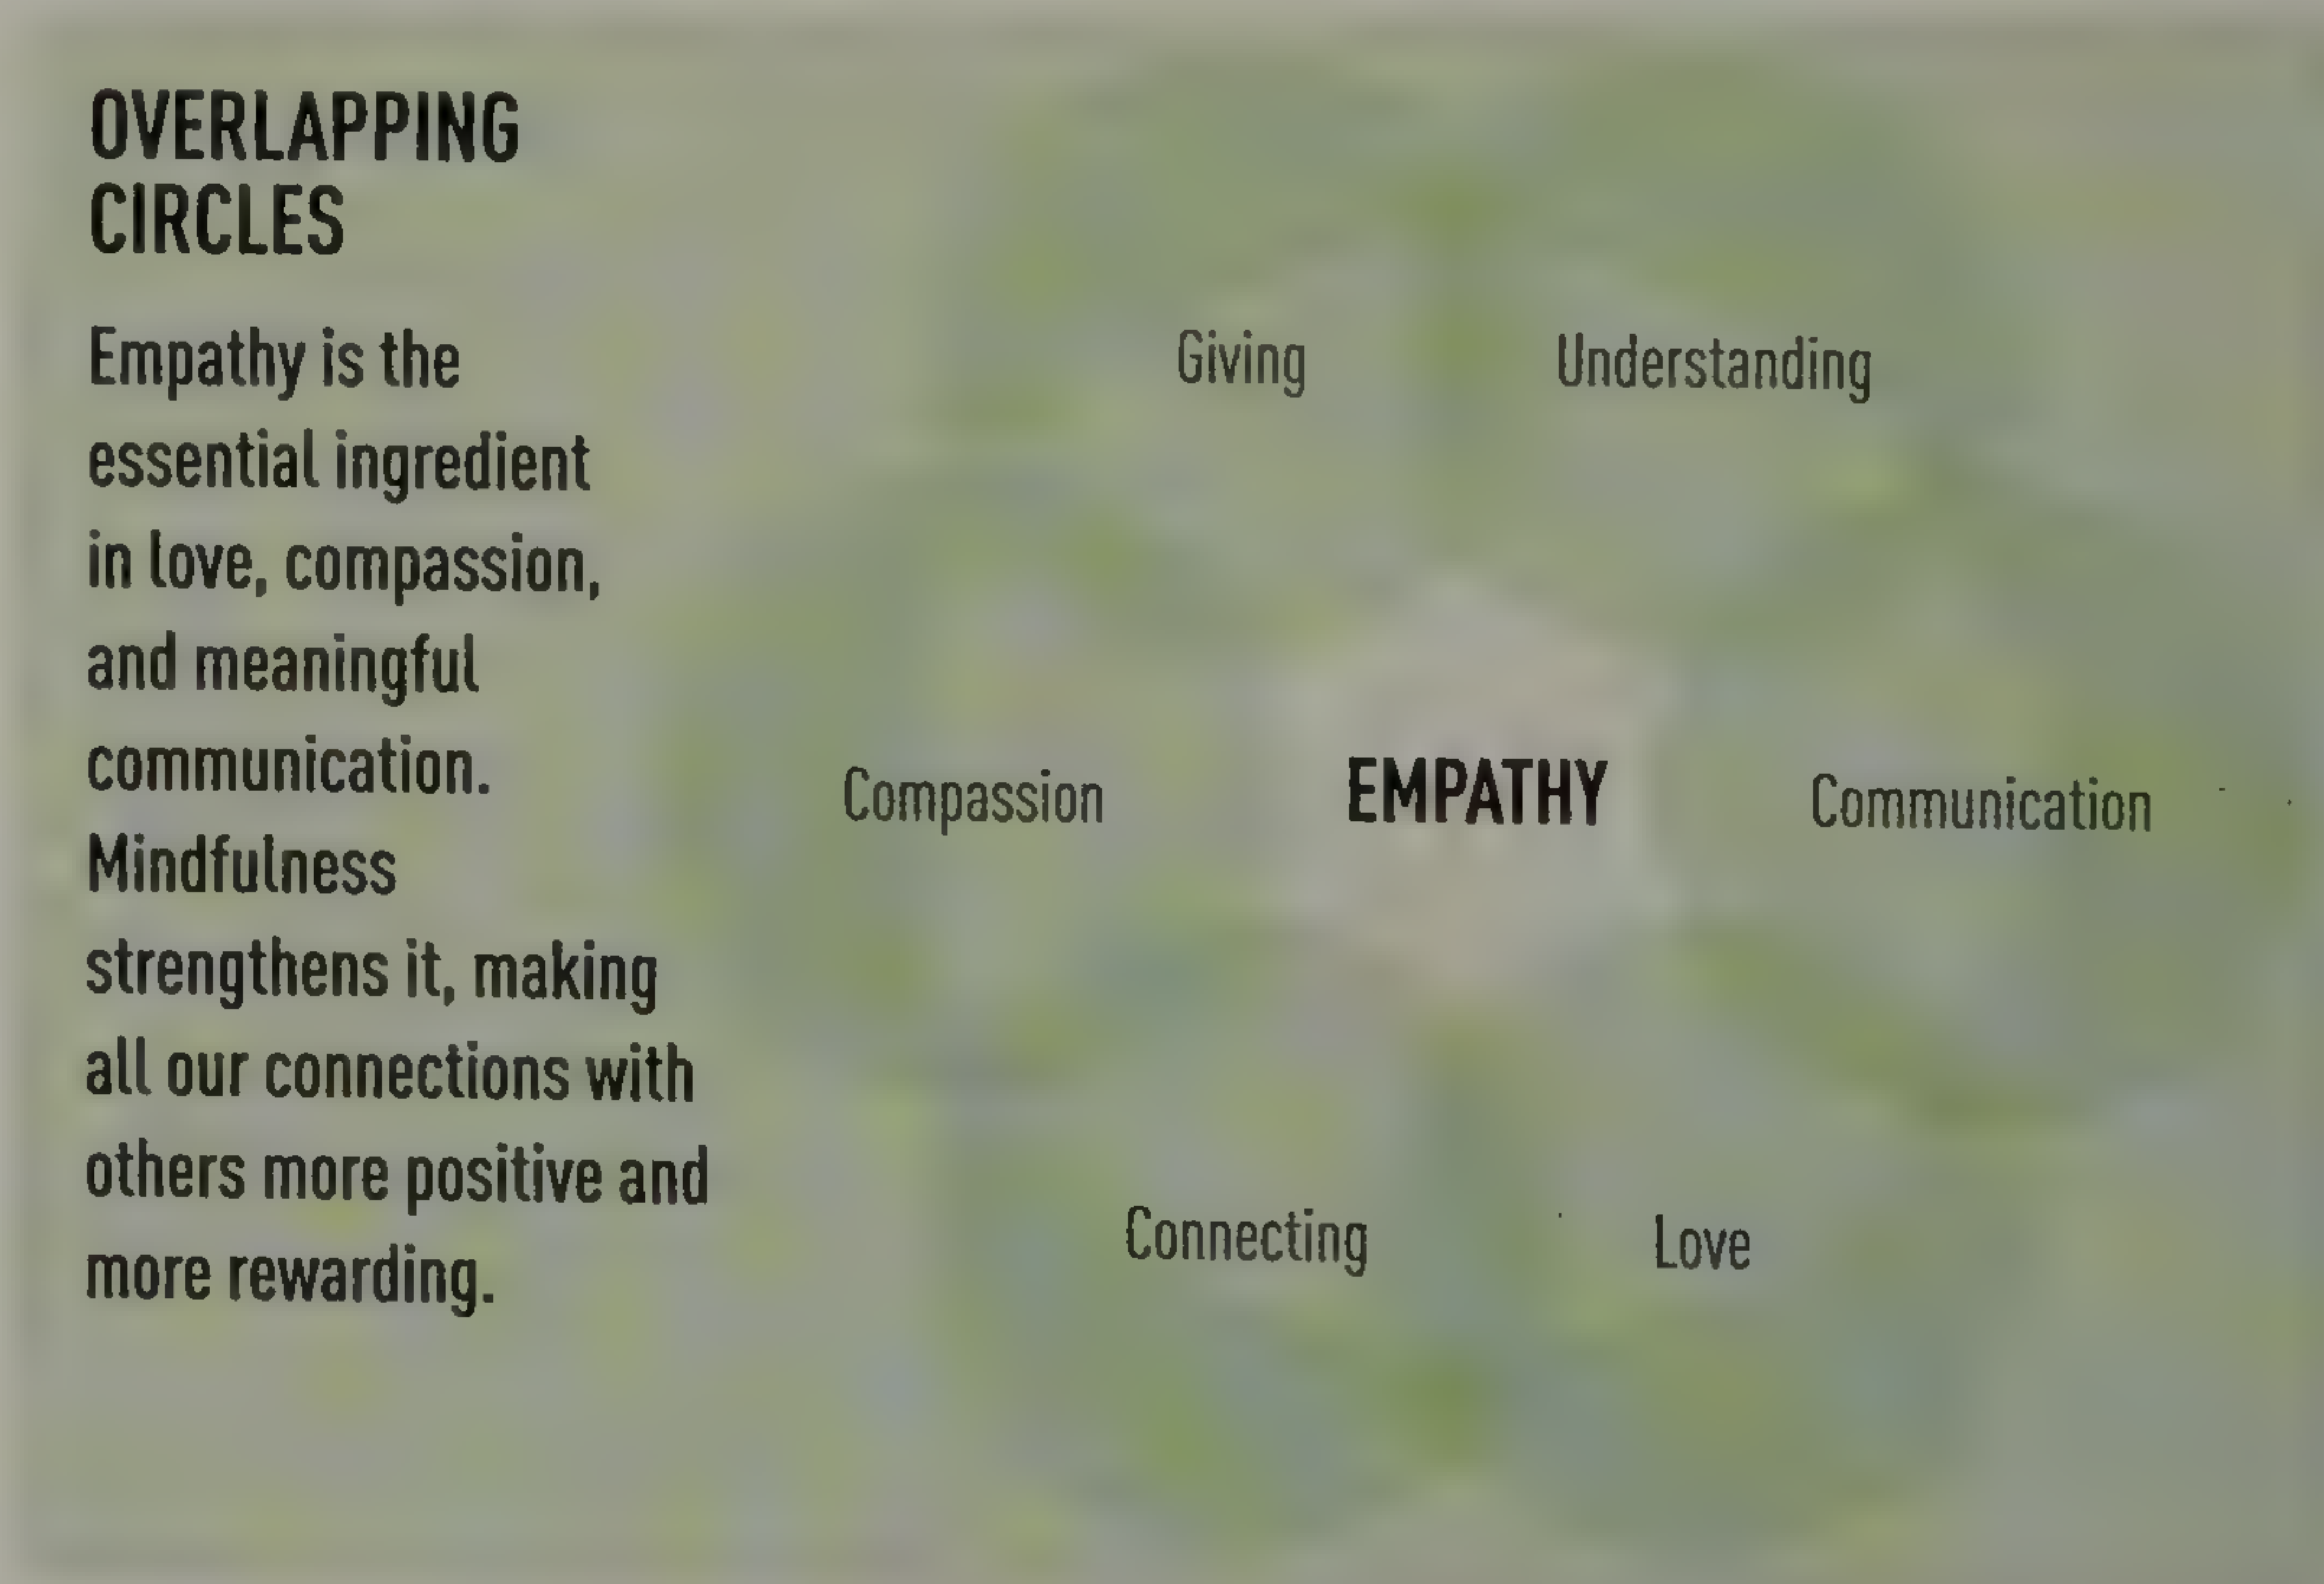 OVERLAPPING
CIRCLES
Empathy is the
essential ingredient
in love, compassion,
and meaningful
communication.
Mindfulness
strengthens it, making
all our connections with
others more positive and
more rewarding.
Giving
Understanding
Compassion
EMPATHY
Communication
Connecting
Love